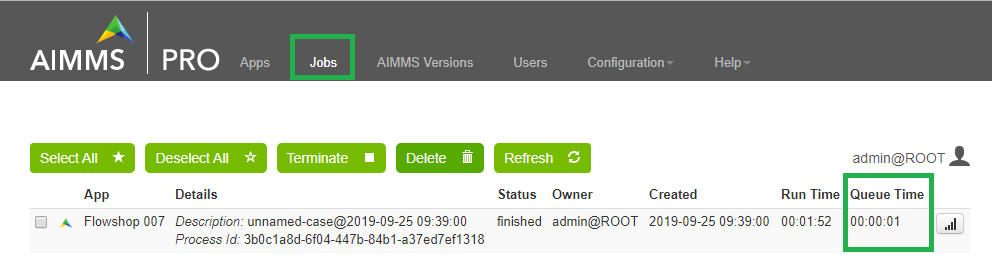 AIMMS PRO Apps Jobs AIMMS Versions Users Configuration Help
Select All Deselect All Terminate Delete Refresh admin@ROOT
App Details Status Owner Created Run Time Queue Time
Flowshop 007 Description: unnamed-case@2019-09-25 09:39:00 finished admin@ROOT 2019-09-25 09:39:00 00:01:52 00:00:01
Process Id: 3b0c1a8d-6f04-447b-84b1-a37ed7ef1318